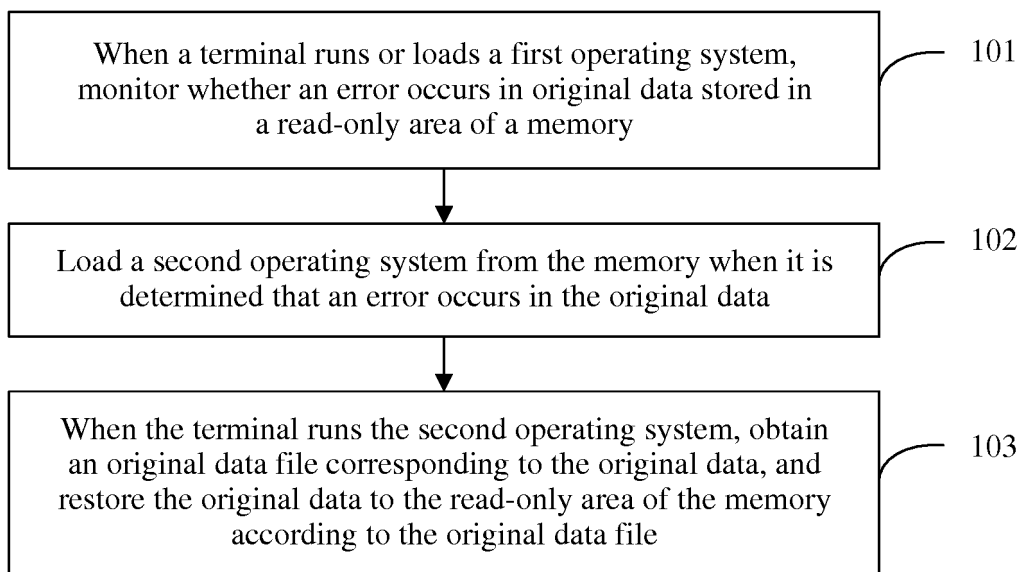 When a terminal runs or loads a first operating system,
monitor whether an error occurs in original data stored in
a read-only area of a memory
101
Load a second operating system from the memory when it is
determined that an error occurs in the original data
102
When the terminal runs the second operating system, obtain
an original data file corresponding to the original data, and
restore the original data to the read-only area of the memory
according to the original data file
103